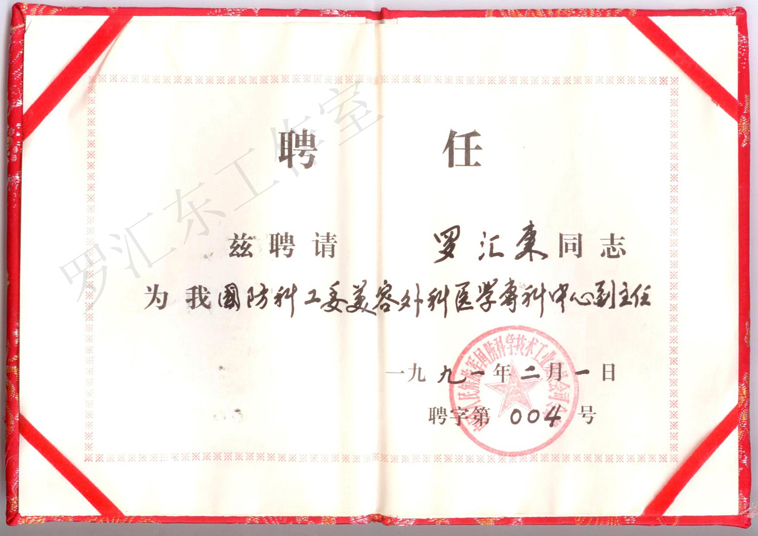 聘任
兹聘请 罗汇东同志
为我国防科工委美容外科医学专科中心副主任
一九九一年二月一日
聘字第004号
罗汇东工作室